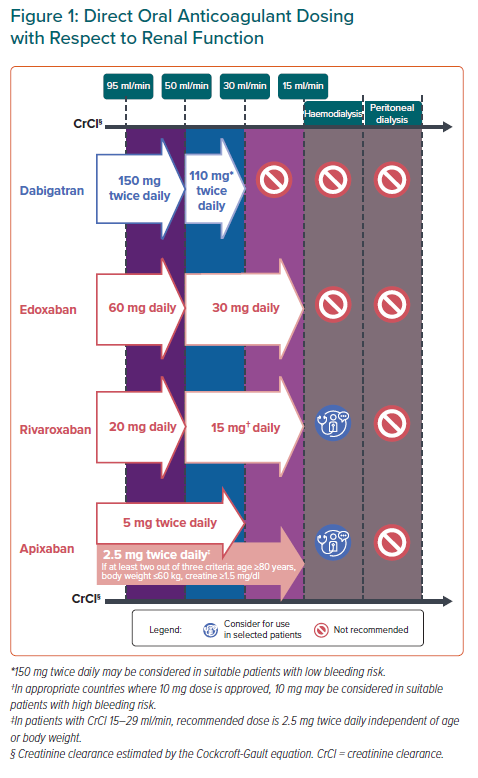 Figure 1: Direct Oral Anticoagulant Dosing
with Respect to Renal Function
95 ml/min
50 ml/min
30 ml/min
15 ml/min
Haemodialysis
Peritoneal
dialysis
CrCl§
Dabigatran
150 mg
twice daily
110 mg*
twice
daily
Edoxaban
60 mg daily
30 mg daily
Rivaroxaban
20 mg daily
15 mg† daily
Apixaban
5 mg twice daily
2.5 mg twice daily‡
If at least two out of three criteria: age ≥80 years,
body weight ≤60 kg, creatine ≥1.5 mg/dl
CrCl§
Legend:
Consider for use
in selected patients
Not recommended
*150 mg twice daily may be considered in suitable patients with low bleeding risk.
†In appropriate countries where 10 mg dose is approved, 10 mg may be considered in suitable
patients with high bleeding risk.
‡In patients with CrCl 15–29 ml/min, recommended dose is 2.5 mg twice daily independent of age
or body weight.
§ Creatinine clearance estimated by the Cockcroft-Gault equation. CrCl = creatinine clearance.